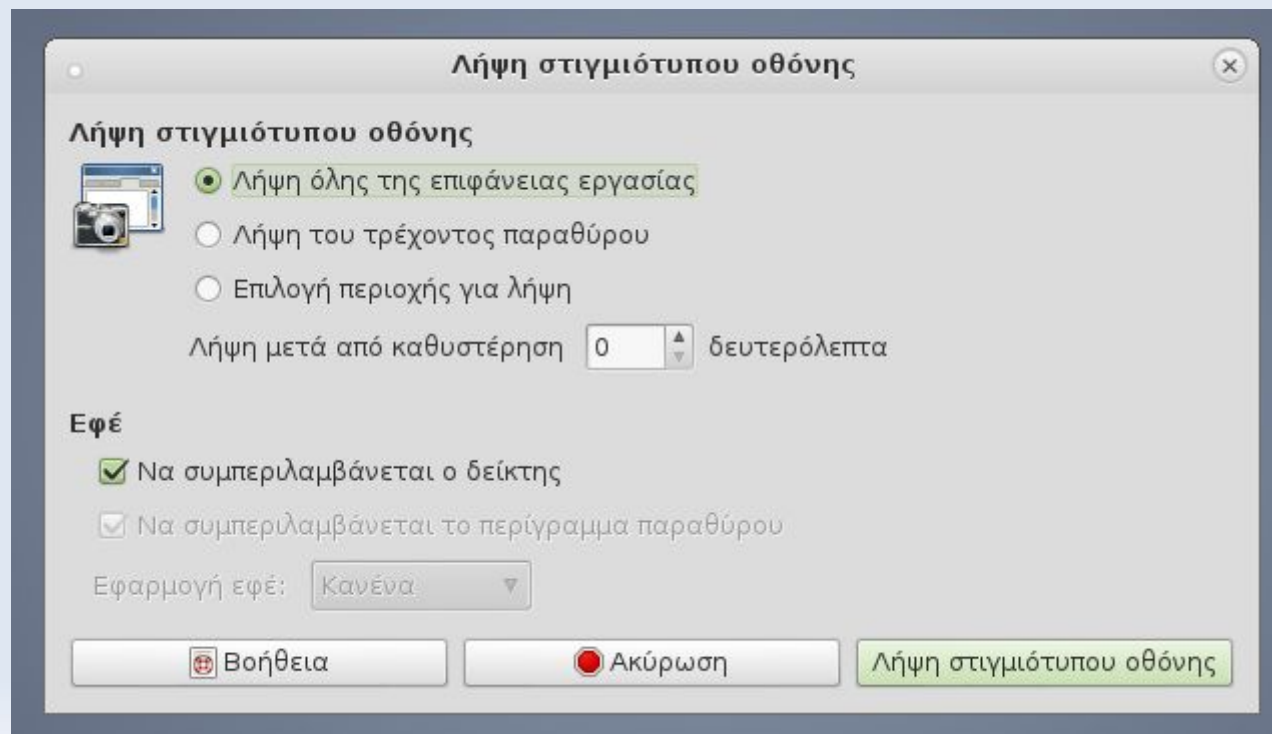 Λήψη στιγμιότυπου οθόνης
Λήψη στιγμιότυπου οθόνης
Λήψη όλης της επιφάνειας εργασίας
Λήψη του τρέχοντος παραθύρου
Επιλογή περιοχής για λήψη
Λήψη μετά από καθυστέρηση 0 δευτερόλεπτα
Εφέ
Να συμπεριλαμβάνεται ο δείκτης
Να συμπεριλαμβάνεται το περίγραμμα παραθύρου
Εφαρμογή εφέ: Κανένα
Βοήθεια Ακύρωση Λήψη στιγμιότυπου οθόνης